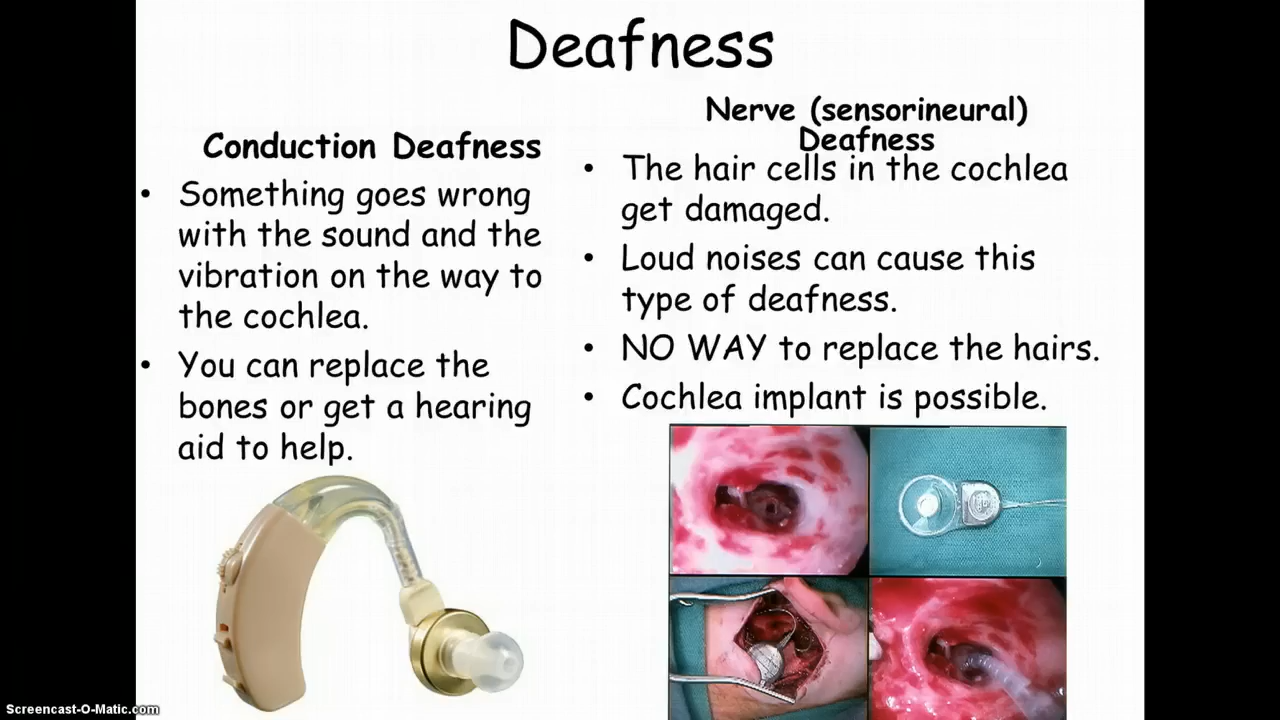 Deafness
Conduction Deafness
• Something goes wrong
with the sound and the
vibration on the way to
the cochlea.
• You can replace the
bones or get a hearing
aid to help.
Nerve (sensorineural)
Deafness
• The hair cells in the cochlea
get damaged.
• Loud noises can cause this
type of deafness.
• NO WAY to replace the hairs.
• Cochlea implant is possible.
Screencast-O-Matic.com